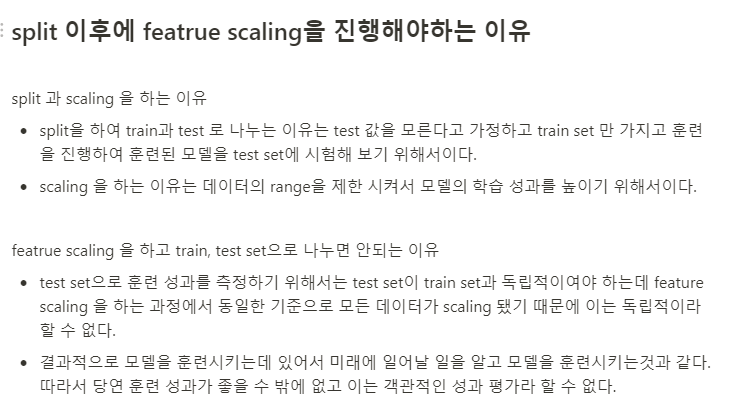 split 이후에 featrue scaling을 진행해야하는 이유
split 과 scaling 을 하는 이유
• split을 하여 train과 test 로 나누는 이유는 test 값을 모른다고 가정하고 train set 만 가지고 훈련
을 진행하여 훈련된 모델을 test set에 시험해 보기 위해서이다.
• scaling 을 하는 이유는 데이터의 range을 제한 시켜서 모델의 학습 성과를 높이기 위해서이다.
featrue scaling 을 하고 train, test set으로 나누면 안되는 이유
• test set으로 훈련 성과를 측정하기 위해서는 test set이 train set과 독립적이여야 하는데 feature
scaling 을 하는 과정에서 동일한 기준으로 모든 데이터가 scaling 됐기 때문에 이는 독립적이라
할 수 없다.
• 결과적으로 모델을 훈련시키는데 있어서 미래에 일어날 일을 알고 모델을 훈련시키는것과 같다.
따라서 당연 훈련 성과가 좋을 수 밖에 없고 이는 객관적인 성과 평가라 할 수 없다.